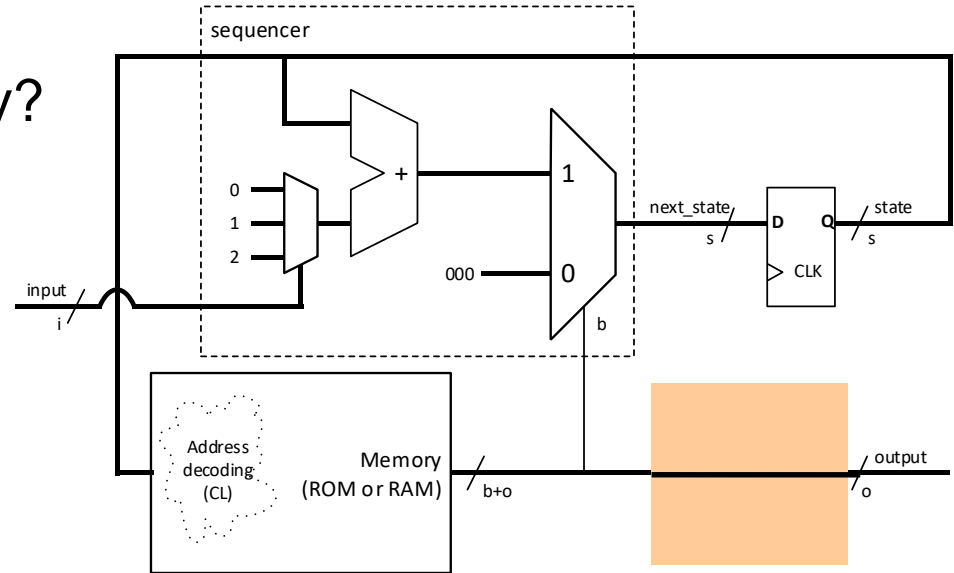 sequencer
y?
0
1
2
+
1
000
0
b
next_state
s
D
Q
CLK
state
s
input
i
Address
decoding
(CL)
Memory
(ROM or RAM)
b+o
output
o